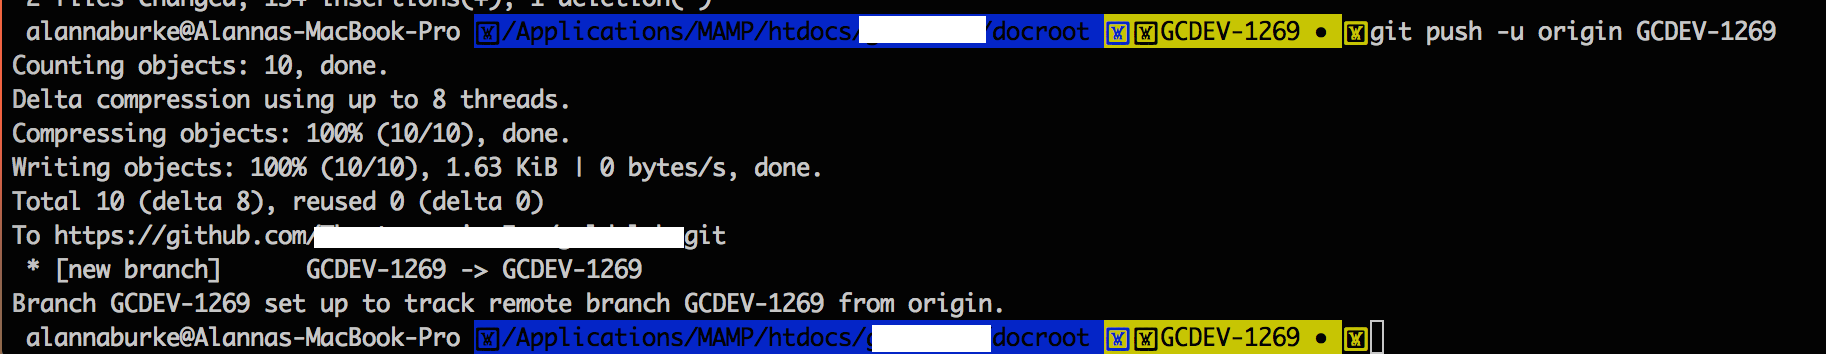 2 files changed, 134 insertions(+), 1 deletion(-)
alannaburke@Alannas-MacBook-Pro /Applications/MAMP/htdocs/ /docroot GCDEV-1269 ● git push -u origin GCDEV-1269
Counting objects: 10, done.
Delta compression using up to 8 threads.
Compressing objects: 100% (10/10), done.
Writing objects: 100% (10/10), 1.63 KiB | 0 bytes/s, done.
Total 10 (delta 8), reused 0 (delta 0)
To https://github.com/ git
* [new branch] GCDEV-1269 -> GCDEV-1269
Branch GCDEV-1269 set up to track remote branch GCDEV-1269 from origin.
alannaburke@Alannas-MacBook-Pro /Applications/MAMP/htdocs/ docroot GCDEV-1269 ●